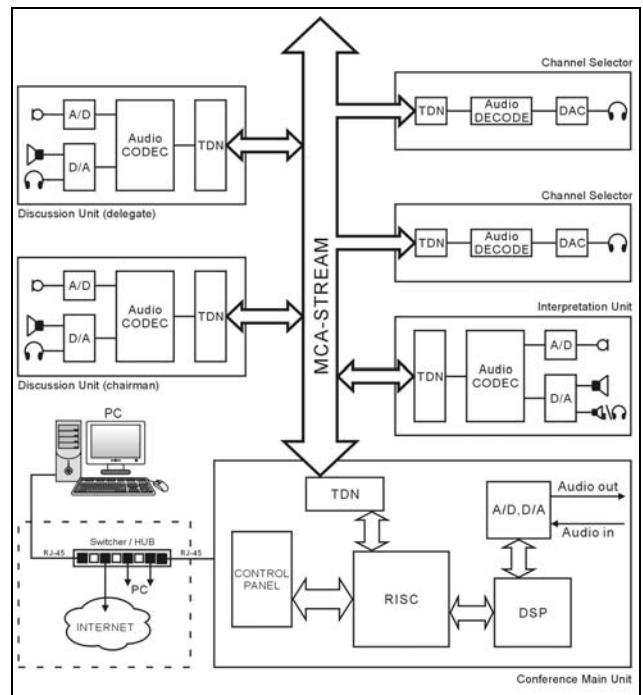 A/D
Audio
CODEC
TDN
D/A
Discussion Unit (delegate)
A/D
Audio
CODEC
TDN
D/A
Discussion Unit (chairman)
MCA-STREAM
Channel Selector
TDN
Audio
DECODE
DAC
Channel Selector
TDN
Audio
DECODE
DAC
Interpretation Unit
TDN
Audio
CODEC
A/D
D/A
PC
Switcher / HUB
RJ-45
RJ-45
PC
INTERNET
TDN
CONTROL
PANEL
RISC
DSP
A/D,D/A
Audio out
Audio in
Conference Main Unit